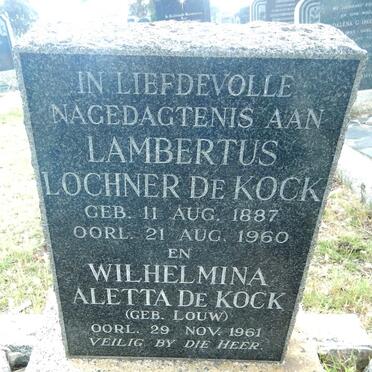 IN LIEFDEVOLLE
NAGEDAGTENIS AAN
LAMBERTUS
LOCHNER DE KOCK
GEB. 11 AUG. 1887
OORL. 21 AUG. 1960
EN
WILHELMINA
ALETTA DE KOCK
(GEB. LOUW)
OORL. 29 NOV. 1961
VEILIG BY DIE HEER.